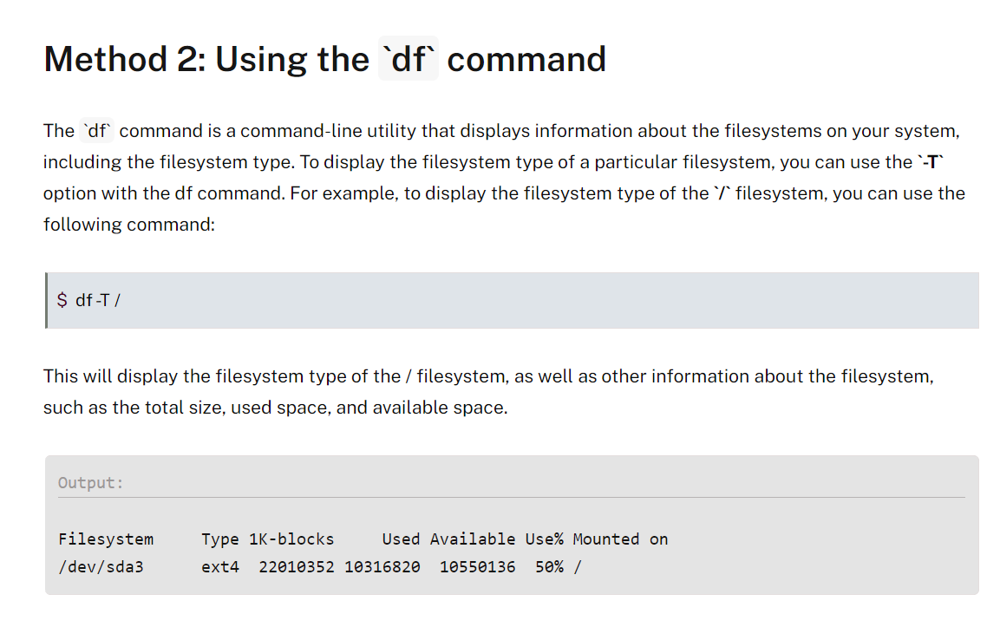 Method 2: Using the `df` command
The `df` command is a command-line utility that displays information about the filesystems on your system,
including the filesystem type. To display the filesystem type of a particular filesystem, you can use the `-T`
option with the df command. For example, to display the filesystem type of the `/` filesystem, you can use the
following command:
$ df -T /
This will display the filesystem type of the / filesystem, as well as other information about the filesystem,
such as the total size, used space, and available space.
Output:
Filesystem     Type 1K-blocks     Used Available Use% Mounted on
/dev/sda3      ext4  22010352 10316820  10550136  50% /